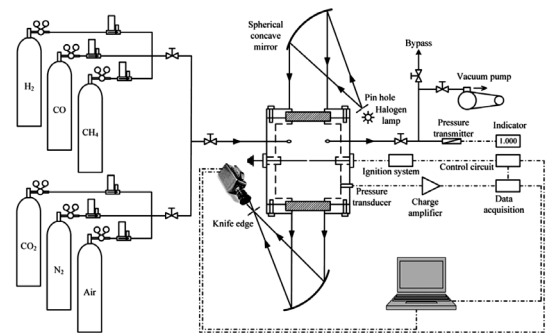 Spherical
concave
mirror
H2
CO
CH4
Pin hole
Halogen
lamp
Bypass
Vacuum pump
Pressure
transmitter
Indicator
1.000
Ignition system
Control circuit
Pressure
transducer
Charge
amplifier
Data
acquisition
Knife edge
CO2
N2
Air